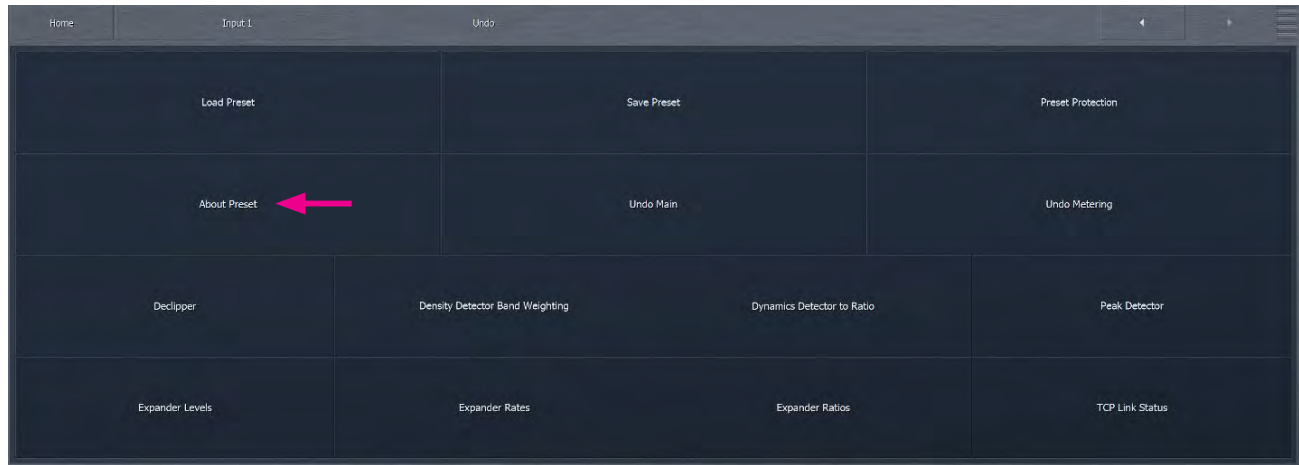 Home Input 1 Undo
Load Preset Save Preset Preset Protection
About Preset Undo Main Undo Metering
Declipper Density Detector Band Weighting Dynamics Detector to Ratio Peak Detector
Expander Levels Expander Rates Expander Ratios TCP Link Status